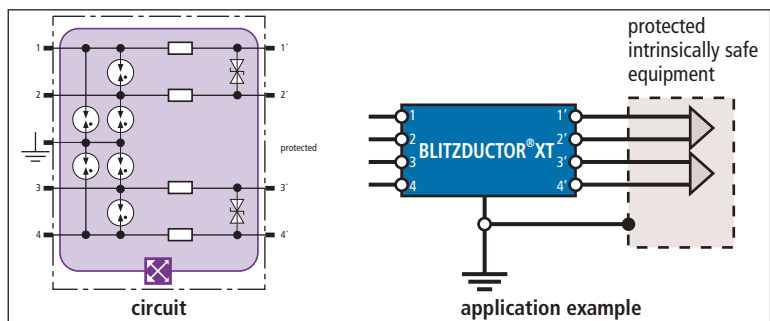 1
2
3
4
1´
2´
3´
4´
protected
circuit
protected
intrinsically safe
equipment
1
2
3
4
BLITZDUCTOR®XT
1’
2’
3’
4’
application example